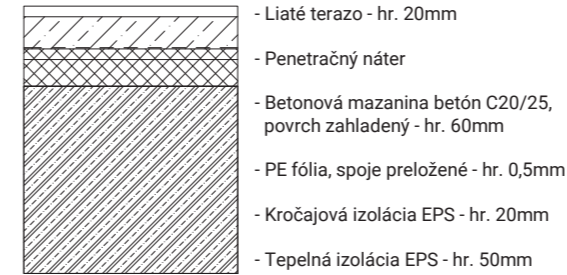 - Liaté terazo - hr. 20mm
- Penetračný náter
- Betonová mazanina betón C20/25,
povrch zahladený - hr. 60mm
- PE fólia, spoje preložené - hr. 0,5mm
- Kročajová izolácia EPS - hr. 20mm
- Tepelná izolácia EPS - hr. 50mm